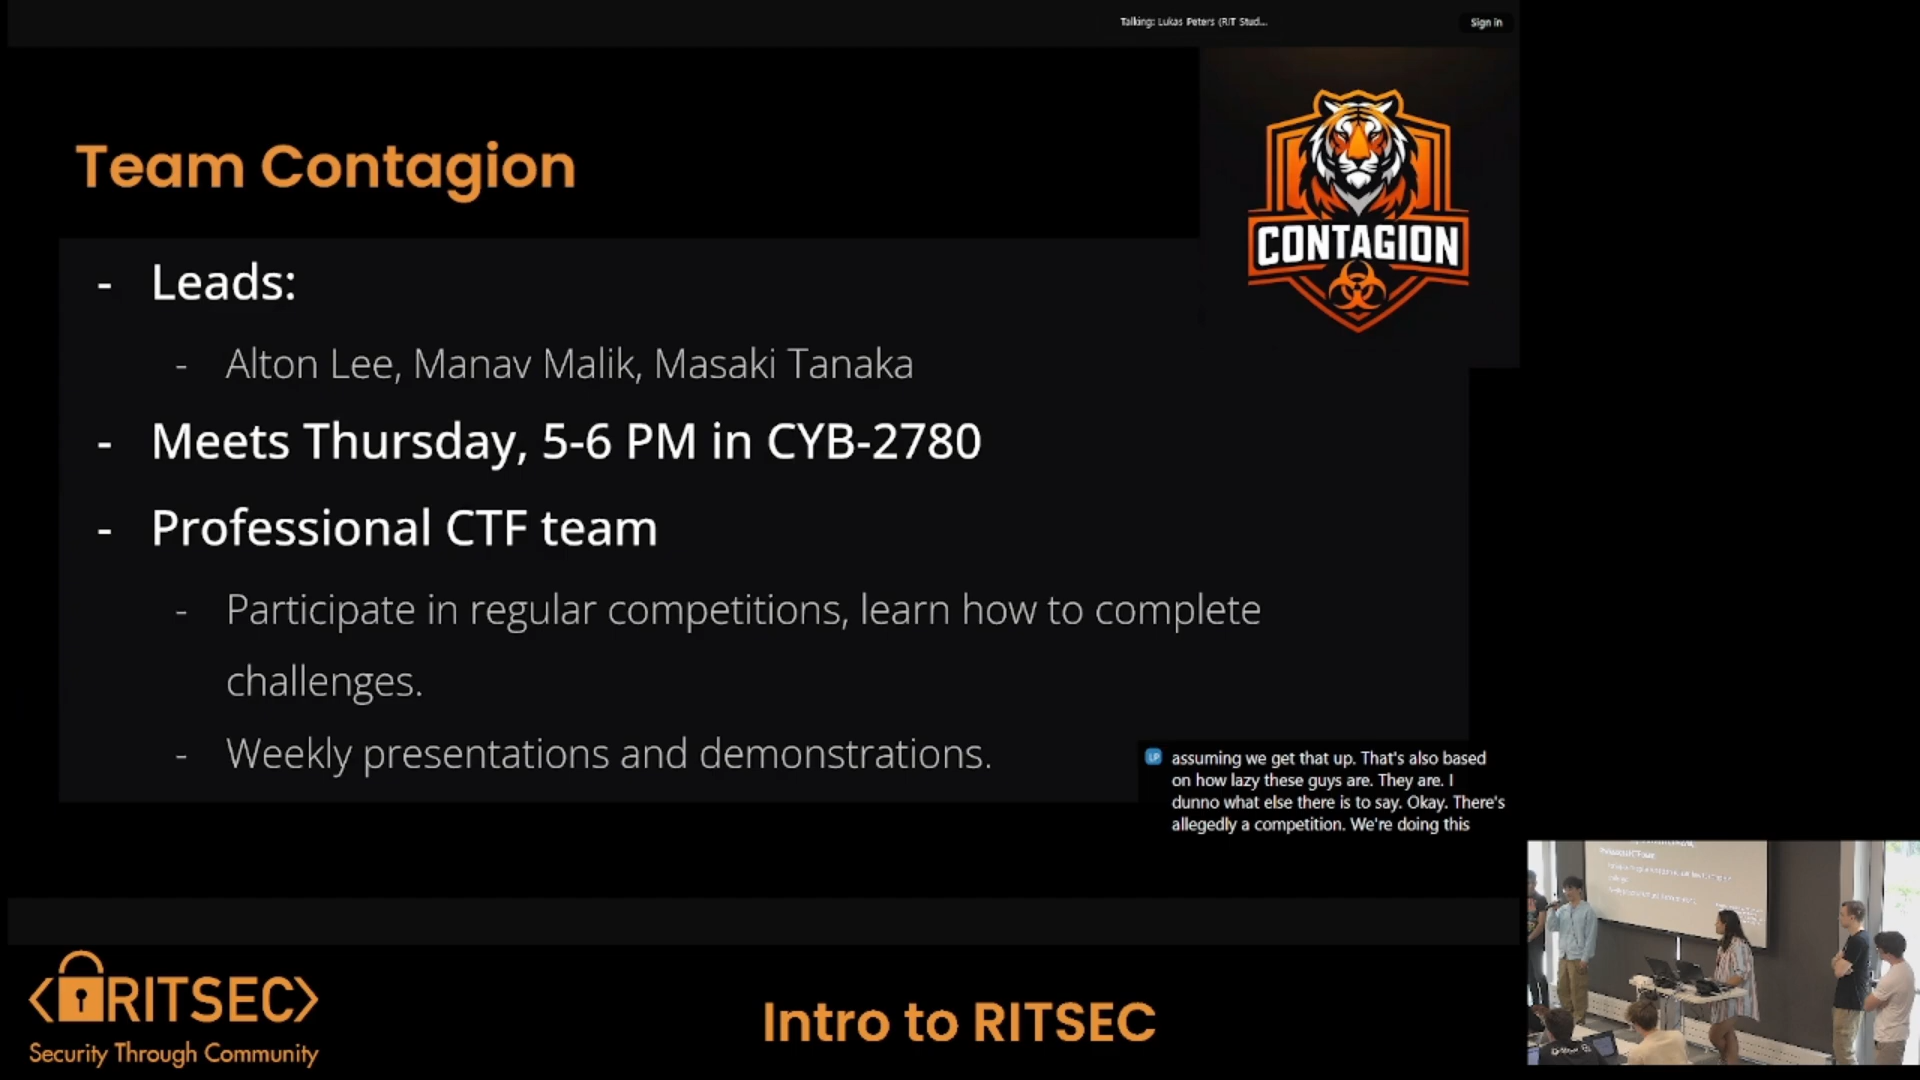 Talking: Lukas Peters (RIT Stud...
Sign in
Team Contagion
CONTAGION
- Leads:
- Alton Lee, Manav Malik, Masaki Tanaka
- Meets Thursday, 5-6 PM in CYB-2780
- Professional CTF team
- Participate in regular competitions, learn how to complete
challenges.
- Weekly presentations and demonstrations.
LP
assuming we get that up. That's also based
on how lazy these guys are. They are. I
dunno what else there is to say. Okay. There's
allegedly a competition. We're doing this
<RITSEC>
Security Through Community
Intro to RITSEC